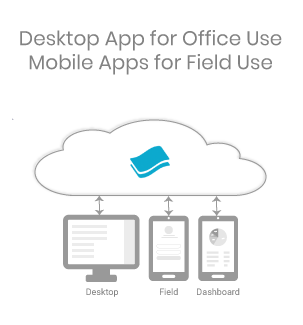 Desktop App for Office Use
Mobile Apps for Field Use
Desktop
Field
Dashboard